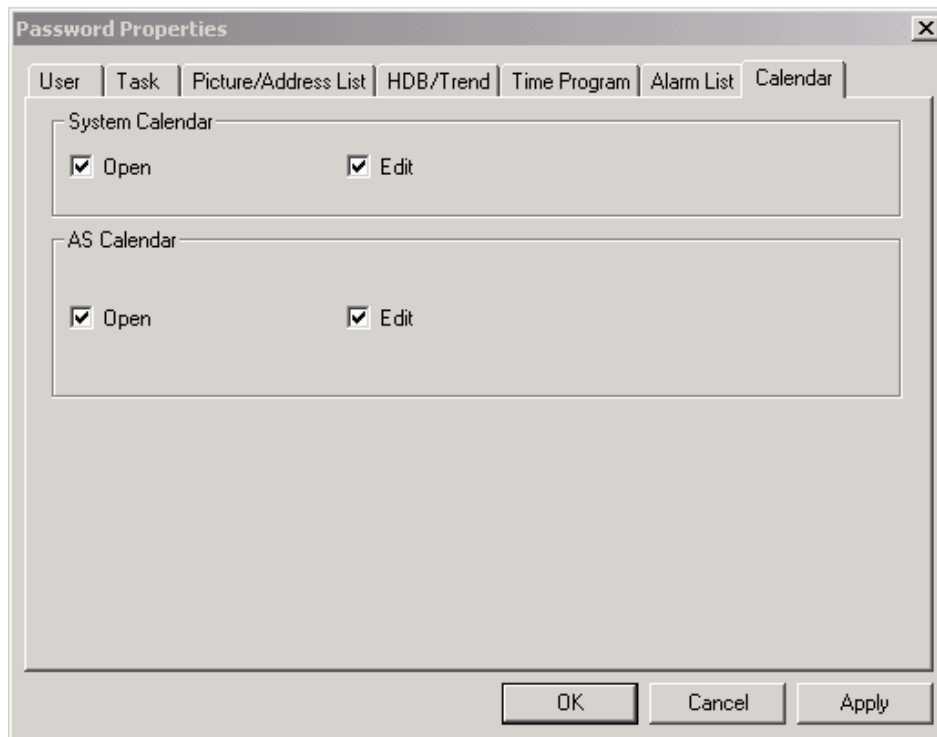 Password Properties
User Task Picture/Address List HDB/Trend Time Program Alarm List Calendar
System Calendar
Open Edit
AS Calendar
Open Edit
OK Cancel Apply